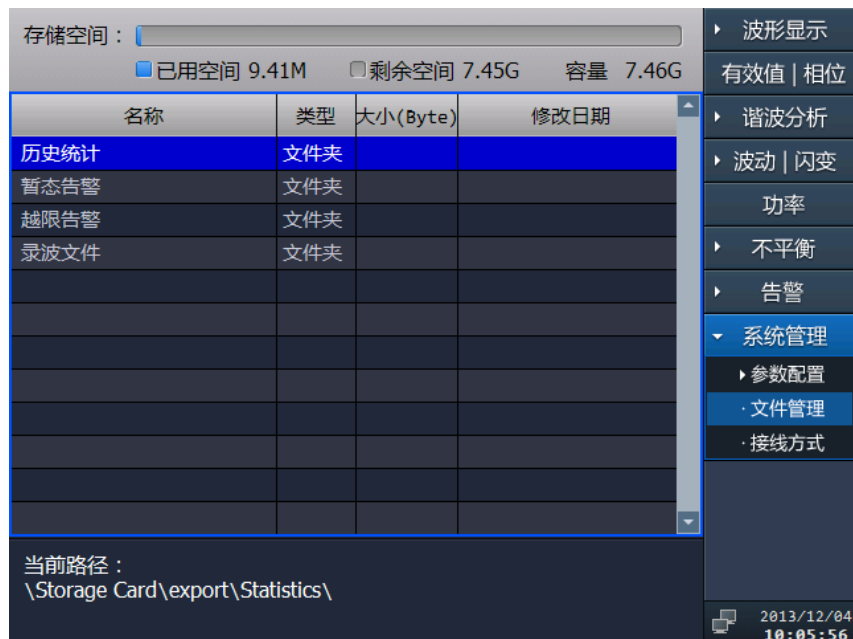 存储空间：
已用空间 9.41M 剩余空间 7.45G 容量 7.46G
名称 类型 大小(Byte) 修改日期
历史统计 文件夹
暂态告警 文件夹
越限告警 文件夹
录波文件 文件夹
当前路径：
\Storage Card\export\Statistics\
波形显示
有效值 | 相位
谐波分析
波动 | 闪变
功率
不平衡
告警
系统管理
参数配置
·文件管理
·接线方式
2013/12/04
10:05:56